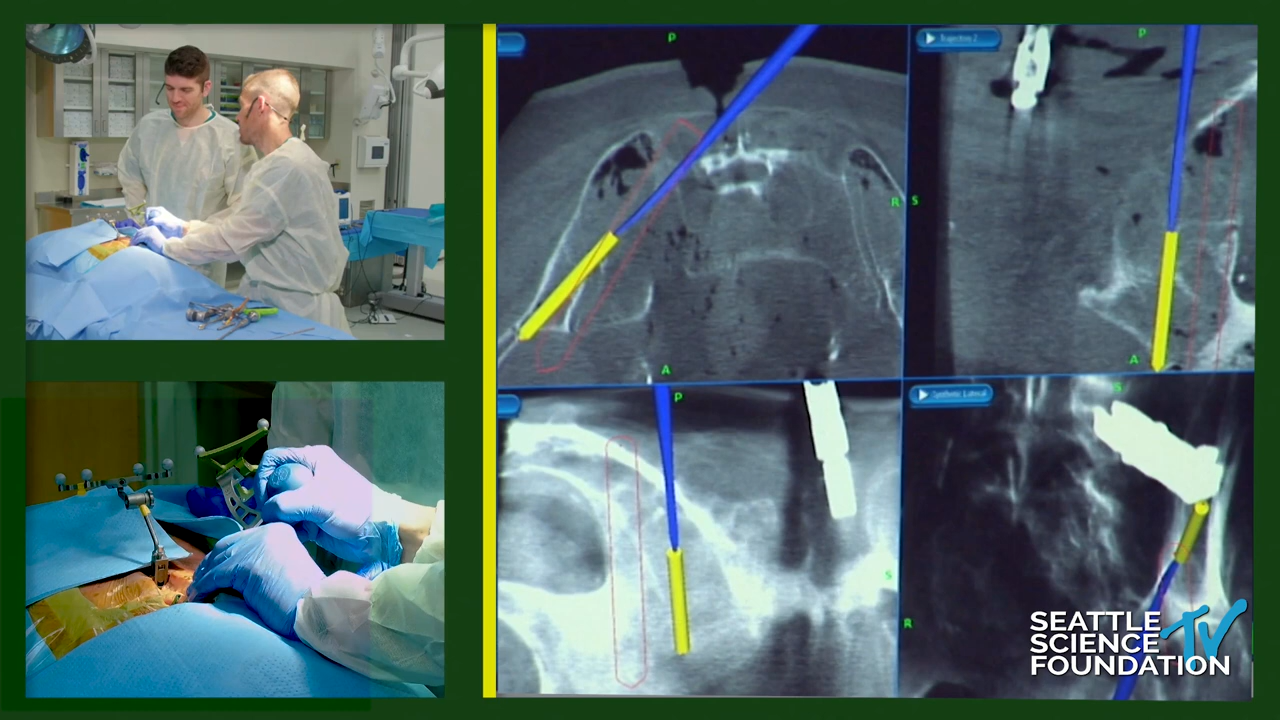 P
P
Trajectory 2
R
S
A
A
P
S
Synthetic Lateral
S
R
SEATTLE
SCIENCE TV
FOUNDATION